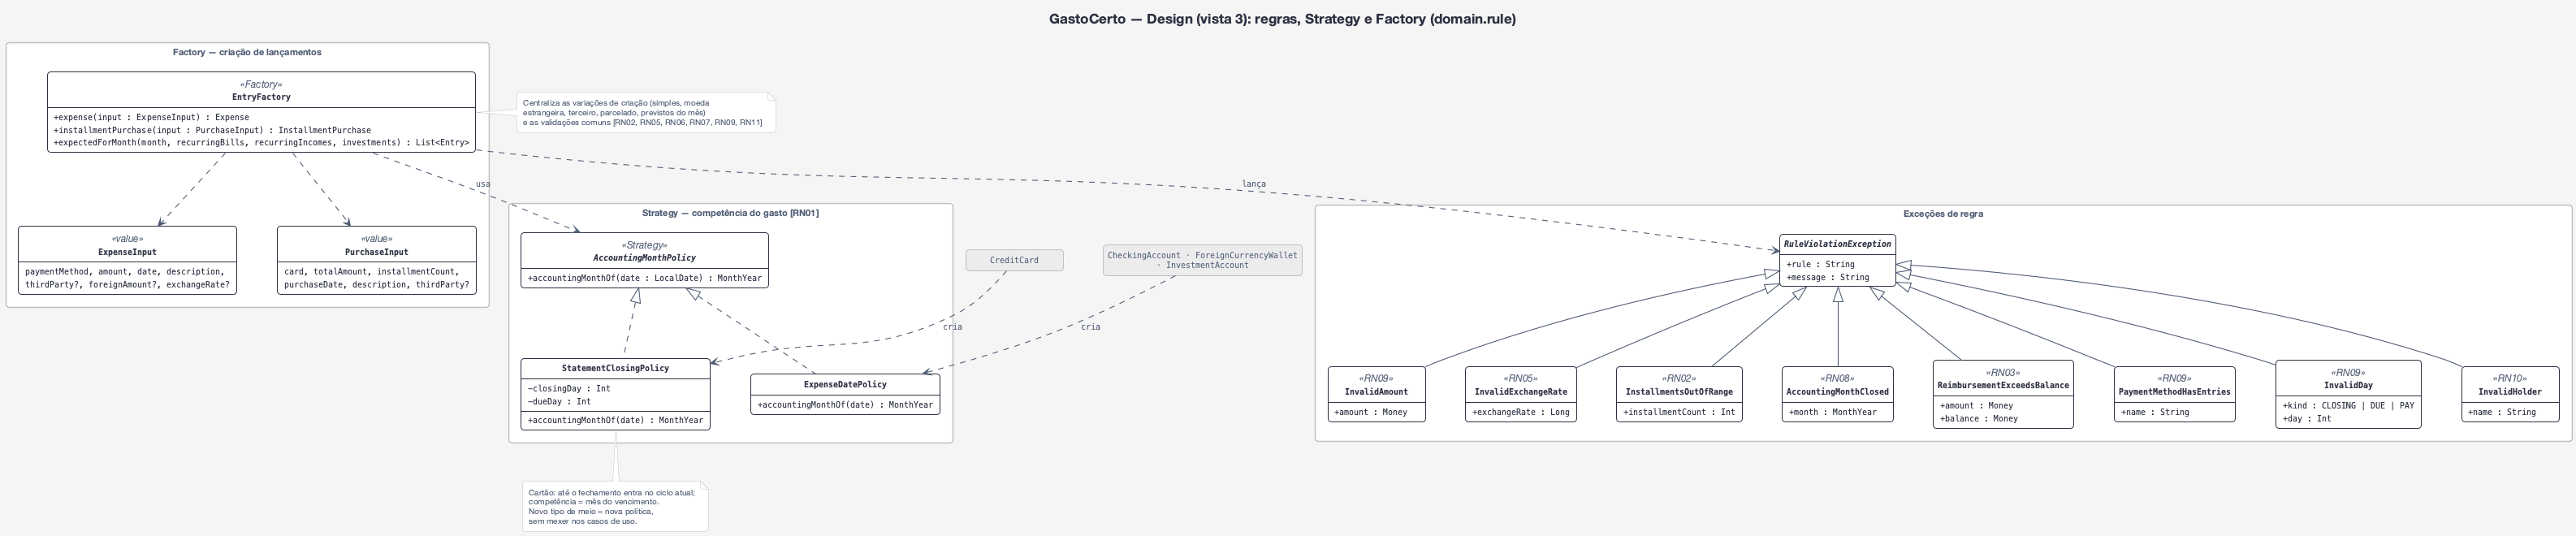 GastoCerto — Design (vista 3): regras, Strategy e Factory (domain.rule)
Factory — criação de lançamentos
«Factory»
EntryFactory
+expense(input : ExpenseInput) : Expense
+installmentPurchase(input : PurchaseInput) : InstallmentPurchase
+expectedForMonth(month, recurringBills, recurringIncomes, investments) : List<Entry>
Centraliza as variações de criação (simples, moeda
estrangeira, terceiro, parcelado, previstos do mês)
e as validações comuns [RN02, RN05, RN06, RN07, RN09, RN11]
usa
lança
«value»
ExpenseInput
paymentMethod, amount, date, description,
thirdParty?, foreignAmount?, exchangeRate?
«value»
PurchaseInput
card, totalAmount, installmentCount,
purchaseDate, description, thirdParty?
Strategy — competência do gasto [RN01]
«Strategy»
AccountingMonthPolicy
+accountingMonthOf(date : LocalDate) : MonthYear
CreditCard
CheckingAccount · ForeignCurrencyWallet
· InvestmentAccount
cria
cria
StatementClosingPolicy
−closingDay : Int
−dueDay : Int
+accountingMonthOf(date) : MonthYear
ExpenseDatePolicy
+accountingMonthOf(date) : MonthYear
Cartão: até o fechamento entra no ciclo atual;
competência = mês do vencimento.
Novo tipo de meio = nova política,
sem mexer nos casos de uso.
Exceções de regra
RuleViolationException
+rule : String
+message : String
«RN09»
InvalidAmount
+amount : Money
«RN05»
InvalidExchangeRate
+exchangeRate : Long
«RN02»
InstallmentsOutOfRange
+installmentCount : Int
«RN08»
AccountingMonthClosed
+month : MonthYear
«RN03»
ReimbursementExceedsBalance
+amount : Money
+balance : Money
«RN09»
PaymentMethodHasEntries
+name : String
«RN09»
InvalidDay
+kind : CLOSING | DUE | PAY
+day : Int
«RN10»
InvalidHolder
+name : String